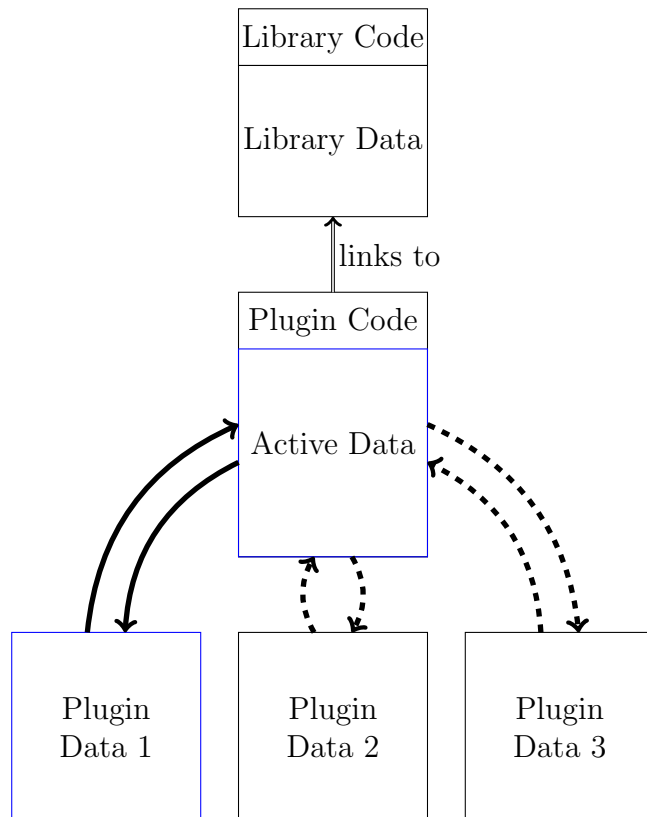 Library Code
Library Data
links to
Plugin Code
Active Data
Plugin
Data 1
Plugin
Data 2
Plugin
Data 3